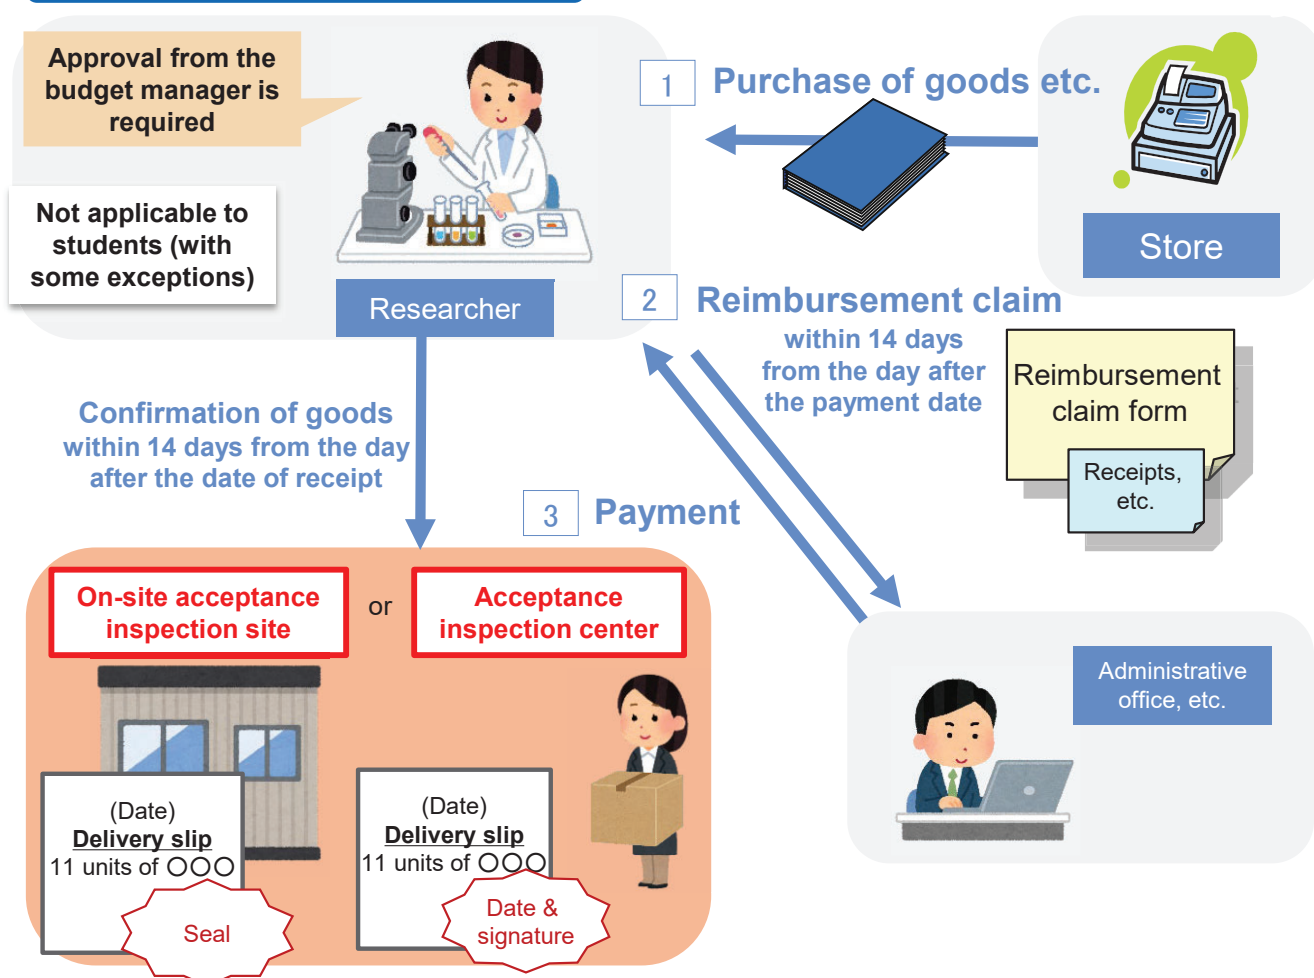 Approval from the
budget manager is
required
Not applicable to
students (with
some exceptions)
Researcher
1 Purchase of goods etc.
Store
2 Reimbursement claim
within 14 days
from the day after
the payment date
Reimbursement
claim form
Receipts,
etc.
Confirmation of goods
within 14 days from the day
after the date of receipt
3 Payment
On-site acceptance
inspection site
or
Acceptance
inspection center
(Date)
Delivery slip
11 units of 〇〇〇
Seal
(Date)
Delivery slip
11 units of 〇〇〇
Date &
signature
Administrative
office, etc.